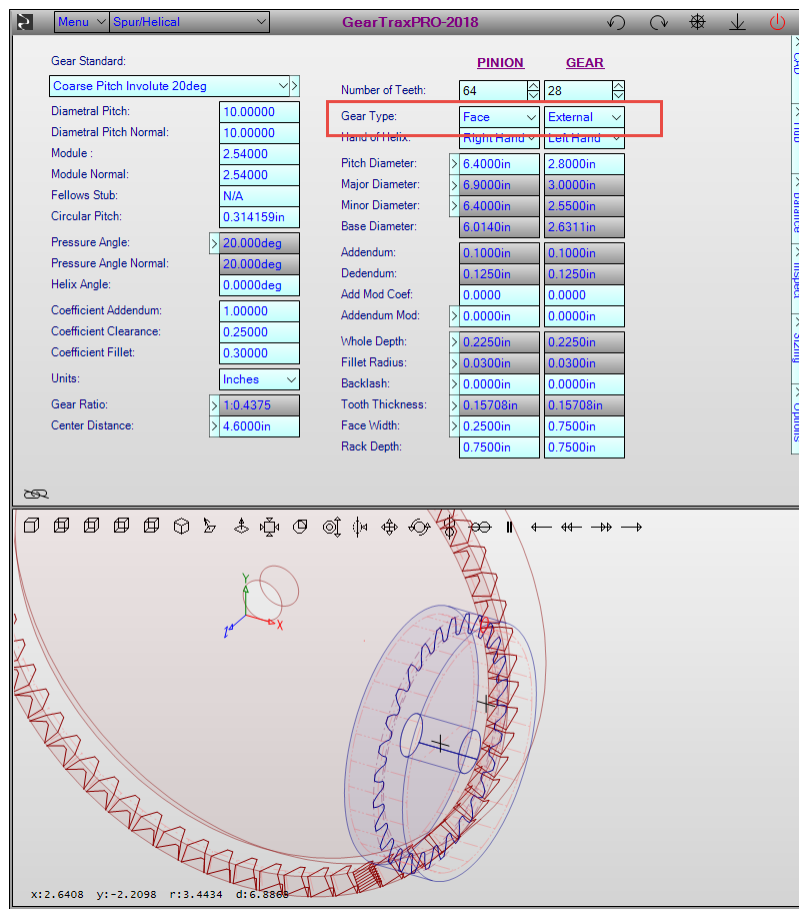 Menu Spur/Helical GearTraxPRO-2018
Gear Standard:
Coarse Pitch Involute 20deg
Diametral Pitch: 10.00000
Diametral Pitch Normal: 10.00000
Module : 2.54000
Module Normal: 2.54000
Fellows Stub: N/A
Circular Pitch: 0.314159in
Pressure Angle: 20.000deg
Pressure Angle Normal: 20.000deg
Helix Angle: 0.0000deg
Coefficient Addendum: 1.00000
Coefficient Clearance: 0.25000
Coefficient Fillet: 0.30000
Units: Inches
Gear Ratio: 1:0.4375
Center Distance: 4.6000in
PINION GEAR
Number of Teeth: 64 28
Gear Type: Face External
Hand of Helix: Right Hand Left Hand
Pitch Diameter: 6.4000in 2.8000in
Major Diameter: 6.9000in 3.0000in
Minor Diameter: 6.4000in 2.5500in
Base Diameter: 6.0140in 2.6311in
Addendum: 0.1000in 0.1000in
Dedendum: 0.1250in 0.1250in
Add Mod Coef: 0.0000 0.0000
Addendum Mod: 0.0000in 0.0000in
Whole Depth: 0.2250in 0.2250in
Fillet Radius: 0.0300in 0.0300in
Backlash: 0.0000in 0.0000in
Tooth Thickness: 0.15708in 0.15708in
Face Width: 0.2500in 0.7500in
Rack Depth: 0.7500in 0.7500in
Options
Y
X
Z
x:2.6408 y:-2.2098 r:3.4434 d:6.8868